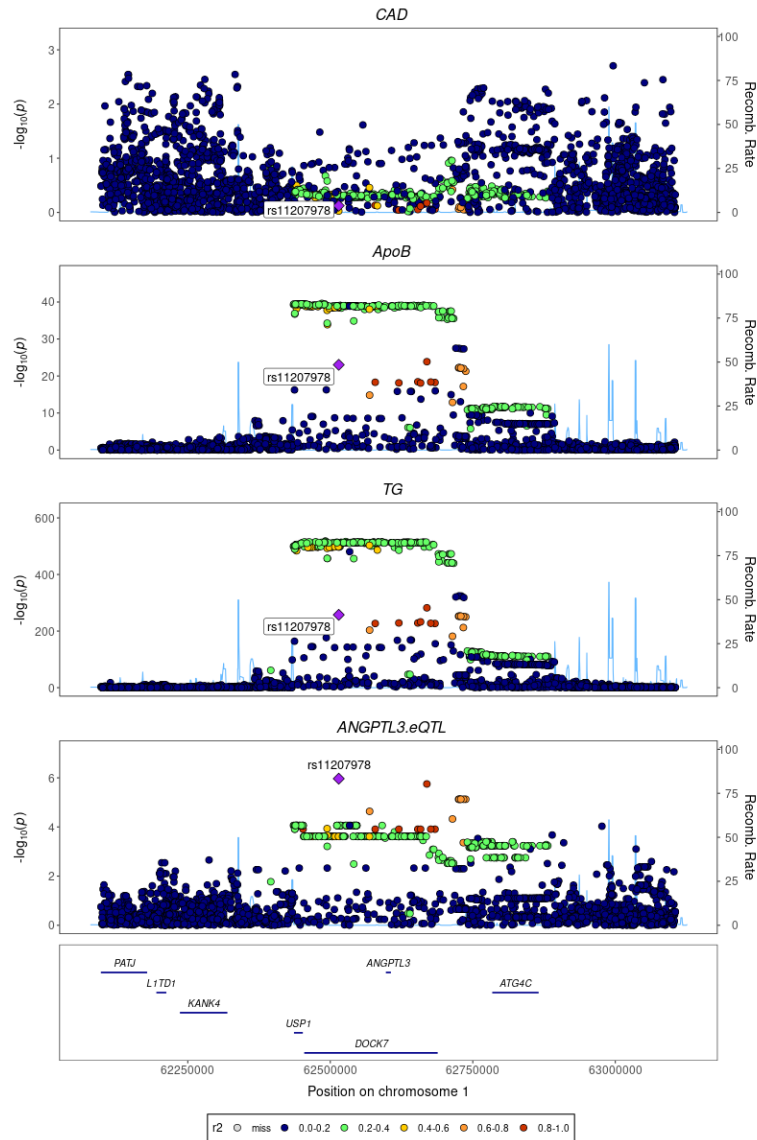 CAD
3
2
1
0
-log10(p)
100
75
50
25
0
Recomb. Rate
rs11207978
ApoB
40
30
20
10
0
-log10(p)
100
75
50
25
0
Recomb. Rate
rs11207978
TG
600
400
200
0
-log10(p)
100
75
50
25
0
Recomb. Rate
rs11207978
ANGPTL3.eQTL
6
4
2
0
-log10(p)
100
75
50
25
0
Recomb. Rate
rs11207978
PATJ
ANGPTL3
L1TD1
ATG4C
KANK4
USP1
DOCK7
62250000 62500000 62750000 63000000
Position on chromosome 1
r2 miss 0.0-0.2 0.2-0.4 0.4-0.6 0.6-0.8 0.8-1.0